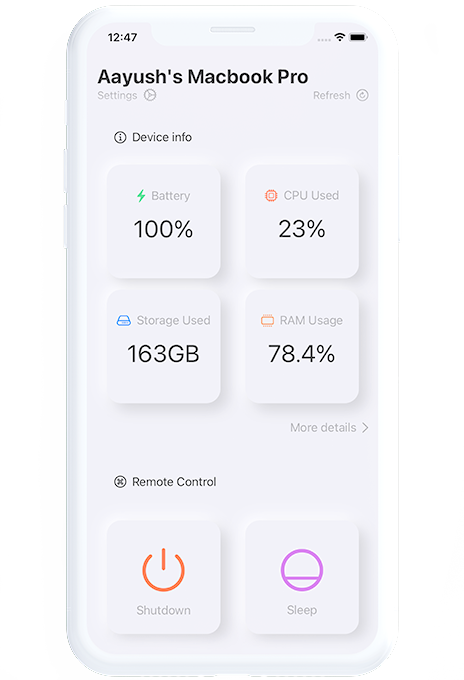 12:47
Aayush's Macbook Pro
Settings Refresh
Device info
Battery CPU Used
100% 23%
Storage Used RAM Usage
163GB 78.4%
More details
Remote Control
Shutdown Sleep